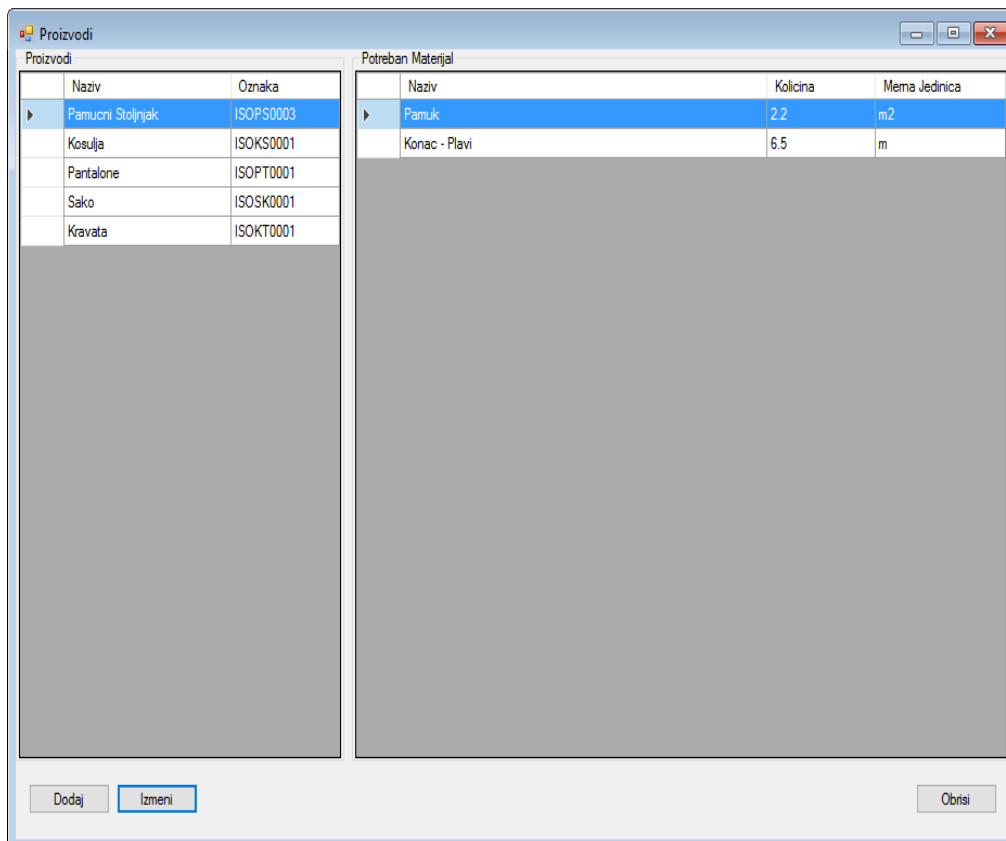 Proizvodi
Proizvodi
Naziv Oznaka
Pamucni Stoljnjak ISOPS0003
Kosulja ISOKS0001
Pantalone ISOPT0001
Sako ISOSK0001
Kravata ISOKT0001
Potreban Materijal
Naziv Kolicina Merna Jedinica
Pamuk 2.2 m2
Konac - Plavi 6.5 m
Dodaj Izmeni Obrisi